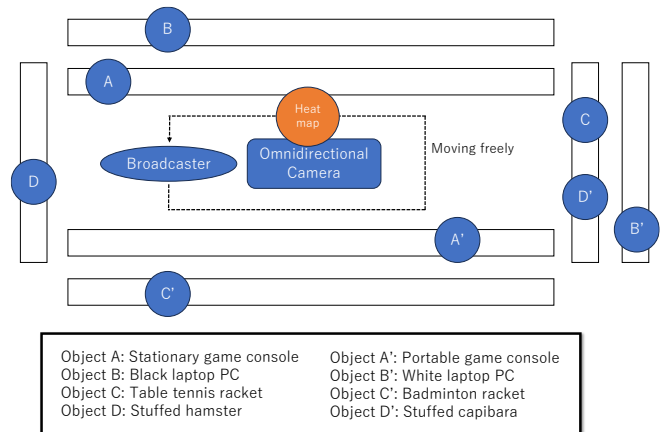 B
A
Heat
map
C
Broadcaster
Omnidirectional
Camera
Moving freely
D
D’
B’
A’
C’
Object A: Stationary game console
Object B: Black laptop PC
Object C: Table tennis racket
Object D: Stuffed hamster
Object A’: Portable game console
Object B’: White laptop PC
Object C’: Badminton racket
Object D’: Stuffed capibara